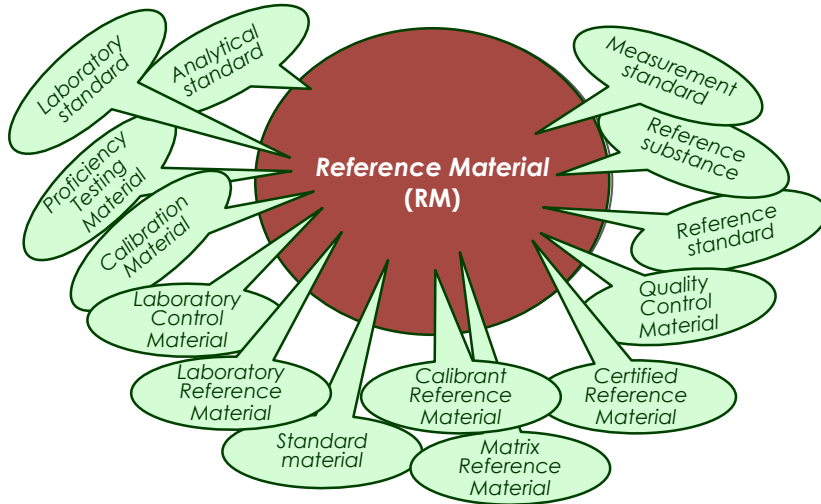 Laboratory
standard
Analytical
standard
Measurement
standard
Reference
substance
Proficiency
Testing
Material
Reference Material
(RM)
Calibration
Material
Reference
standard
Laboratory
Control
Material
Quality
Control
Material
Laboratory
Reference
Material
Calibrant
Reference
Material
Certified
Reference
Material
Standard
material
Matrix
Reference
Material